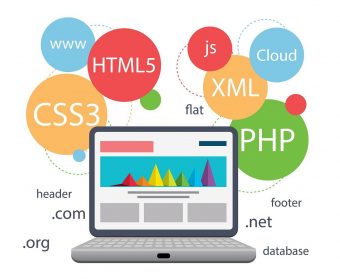 www
js
HTML5
Cloud
XML
CSS3
flat
PHP
header
footer
.com
.net
.org
database